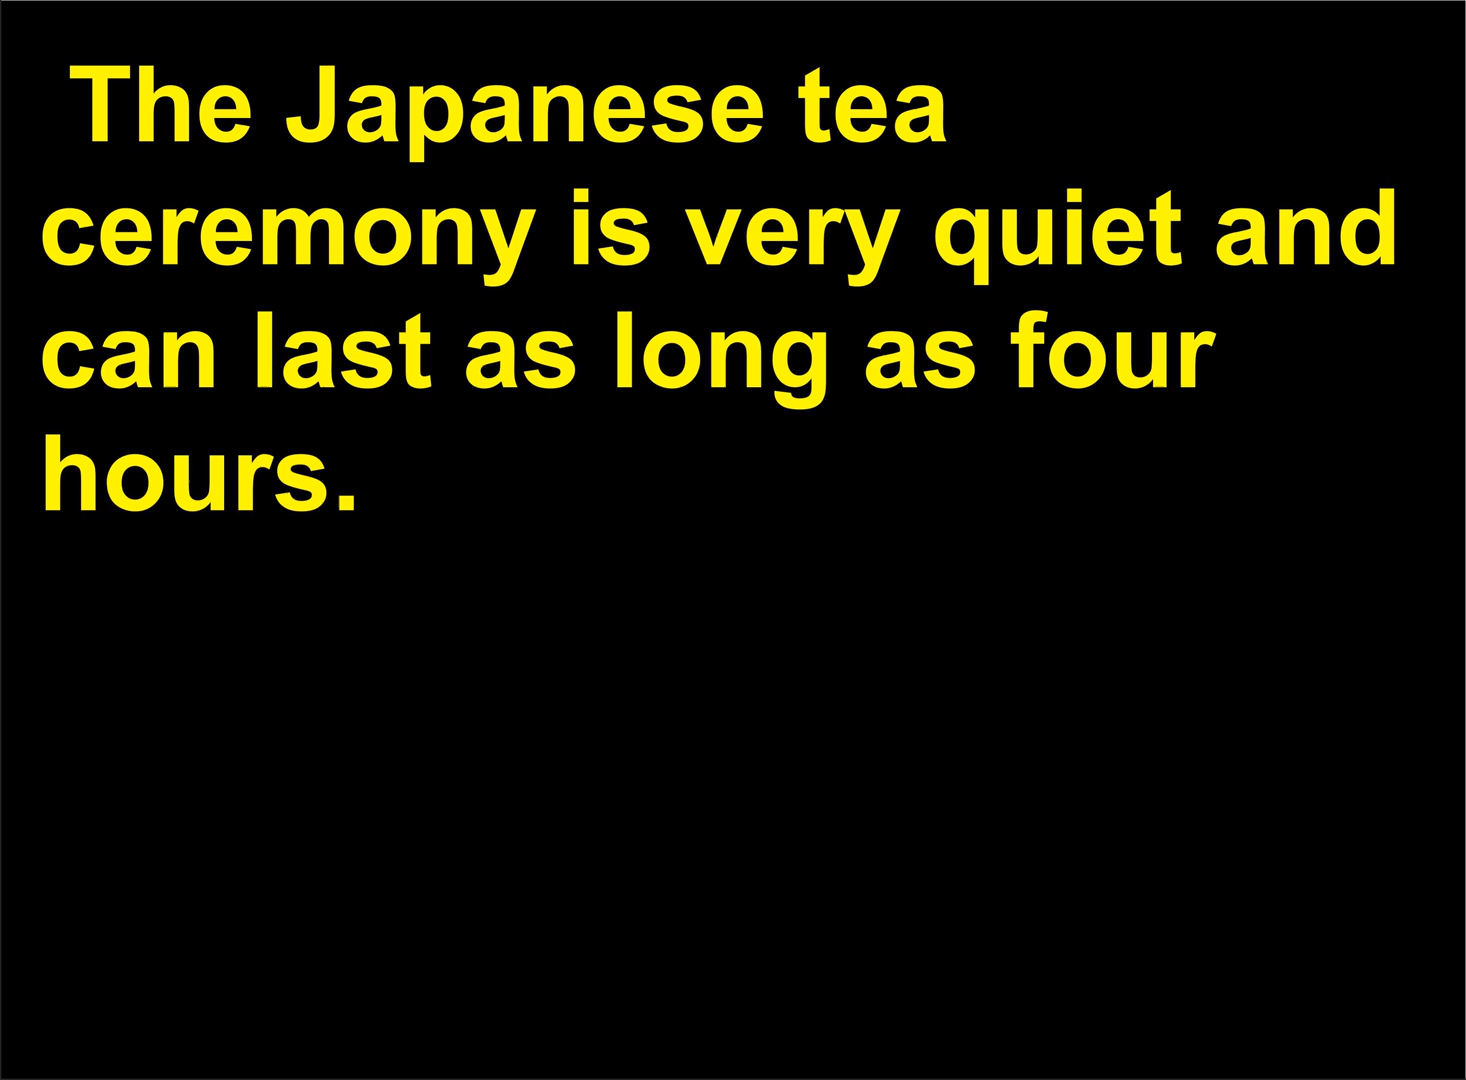 The Japanese tea
ceremony is very quiet and
can last as long as four
hours.